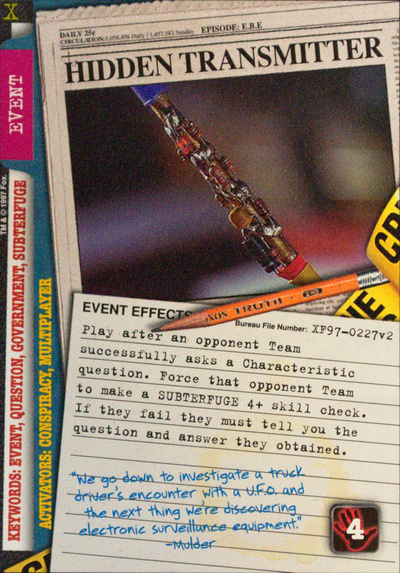 DAILY 25¢
EPISODE: E.B.E
CIRCULATION: 1,058,498 Daily / 1,457,583 Sunday
HIDDEN TRANSMITTER
X
EVENT
TM & © 1997 Fox.
KEYWORDS: EVENT, QUESTION, GOVERNMENT, SUBTERFUGE
ACTIVATORS: CONSPIRACY, MULTIPLAYER
TRUTH
EVENT EFFECTS
Bureau File Number: XF97-0227v2
Play after an opponent Team
successfully asks a Characteristic
question. Force that opponent Team
to make a SUBTERFUGE 4+ skill check.
If they fail they must tell you the
question and answer they obtained.
"We go down to investigate a truck
driver's encounter with a U.F.O. and
the next thing we're discovering
electronic surveillance equipment."
-Mulder
4